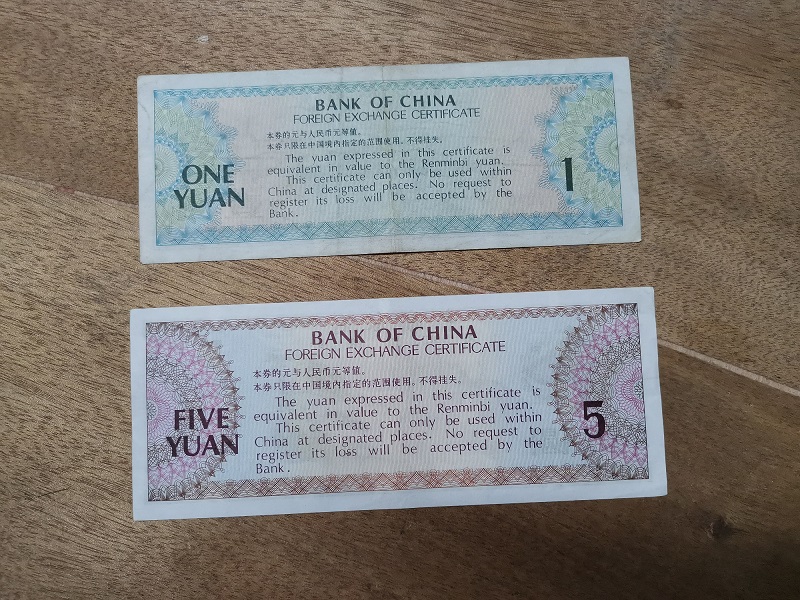 BANK OF CHINA
FOREIGN EXCHANGE CERTIFICATE
本券的元与人民币元等值。
本券只限在中国境内指定的范围使用。不得挂失。
The yuan expressed in this certificate is
equivalent in value to the Renminbi yuan.
This certificate can only be used within
China at designated places. No request to
register its loss will be accepted by the
Bank.
ONE
YUAN
1
BANK OF CHINA
FOREIGN EXCHANGE CERTIFICATE
本券的元与人民币元等值。
本券只限在中国境内指定的范围使用。不得挂失。
The yuan expressed in this certificate is
equivalent in value to the Renminbi yuan.
This certificate can only be used within
China at designated places. No request to
register its loss will be accepted by the
Bank.
FIVE
YUAN
5